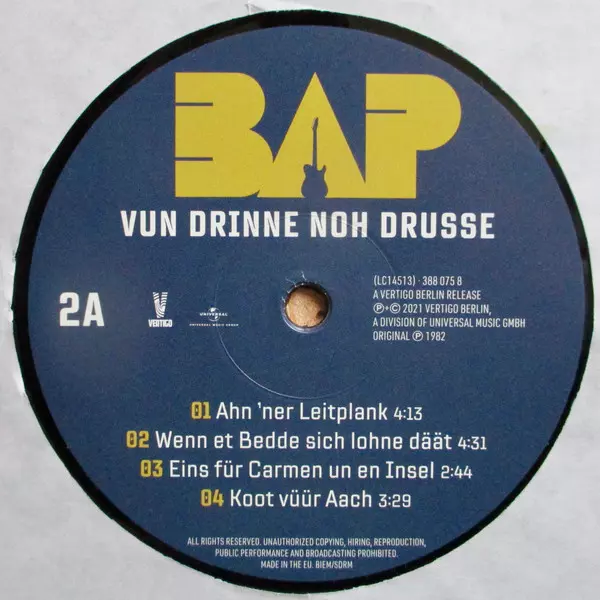 BAP
VUN DRINNE NOH DRUSSE
2A
VERTIGO
UNIVERSAL
UNIVERSAL MUSIC GROUP
(LC14513) · 388 075 8
A VERTIGO BERLIN RELEASE
Ⓟ+© 2021 VERTIGO BERLIN,
A DIVISION OF UNIVERSAL MUSIC GMBH
ORIGINAL Ⓟ 1982
01 Ahn 'ner Leitplank 4:13
02 Wenn et Bedde sich lohne däät 4:31
03 Eins für Carmen un en Insel 2:44
04 Koot vüür Aach 3:29
ALL RIGHTS RESERVED. UNAUTHORIZED COPYING, HIRING, REPRODUCTION,
PUBLIC PERFORMANCE AND BROADCASTING PROHIBITED.
MADE IN THE EU. BIEM/SDRM